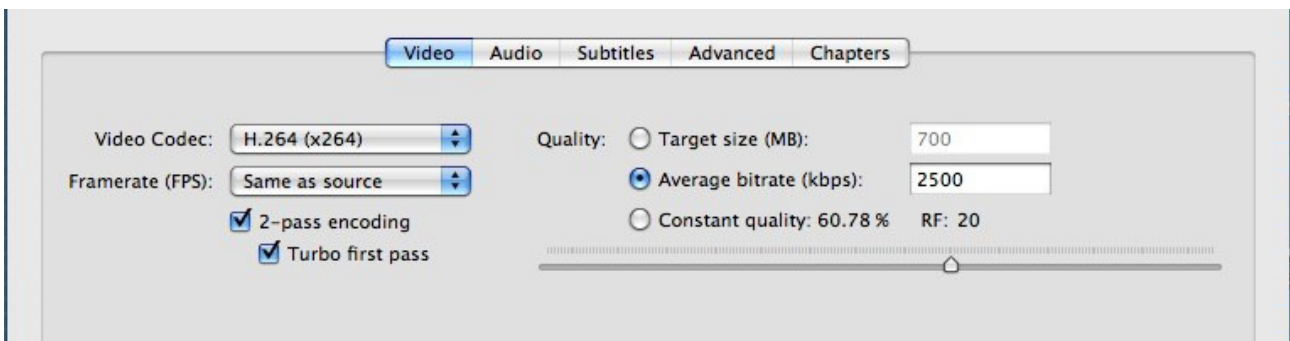 Video Audio Subtitles Advanced Chapters
Video Codec: H.264 (x264) Quality: Target size (MB): 700
Framerate (FPS): Same as source Average bitrate (kbps): 2500
2-pass encoding Constant quality: 60.78 % RF: 20
Turbo first pass